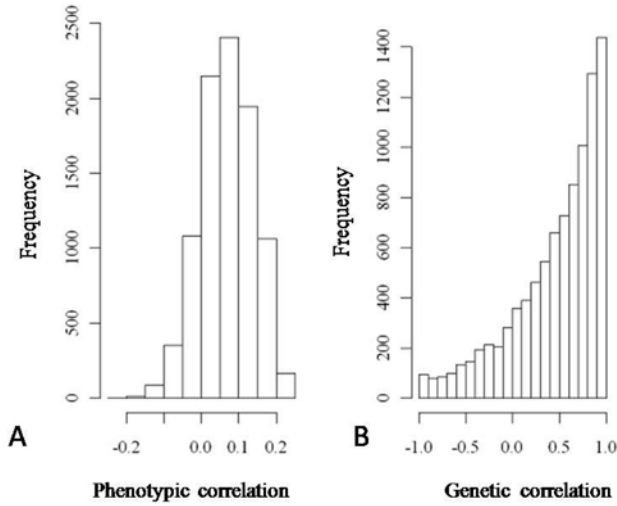 Frequency
0 500 1000 1500 2000 2500
-0.2 0.0 0.1 0.2
A
Phenotypic correlation
Frequency
0 200 400 600 800 1000 1200 1400
-1.0 -0.5 0.0 0.5 1.0
B
Genetic correlation